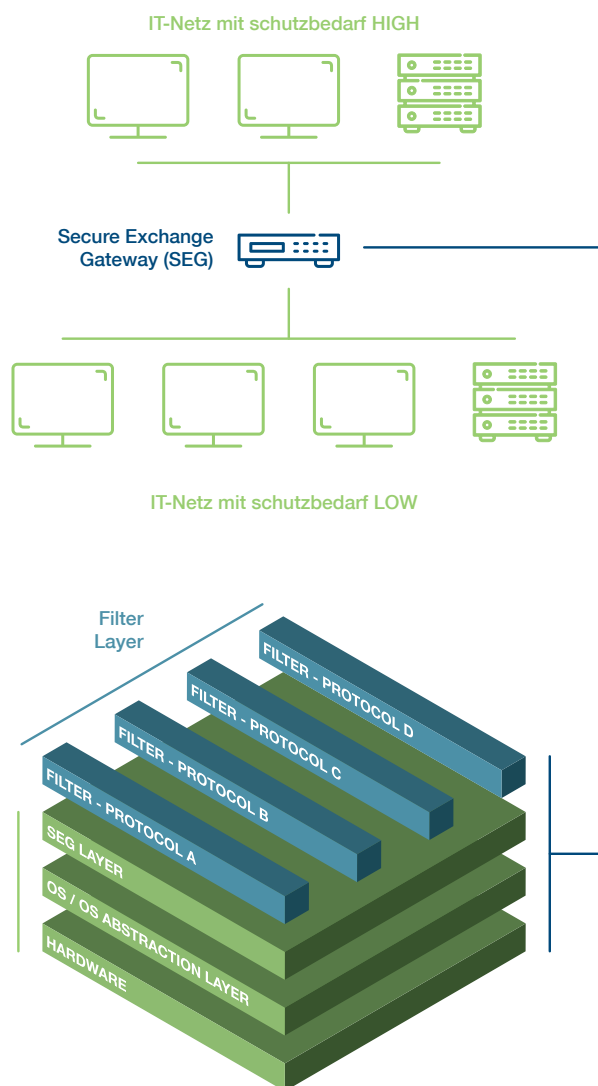 IT-Netz mit schutzbedarf HIGH
Secure Exchange
Gateway (SEG)
IT-Netz mit schutzbedarf LOW
Filter
Layer
FILTER - PROTOCOL D
FILTER - PROTOCOL C
FILTER - PROTOCOL B
FILTER - PROTOCOL A
SEG LAYER
OS / OS ABSTRACTION LAYER
HARDWARE